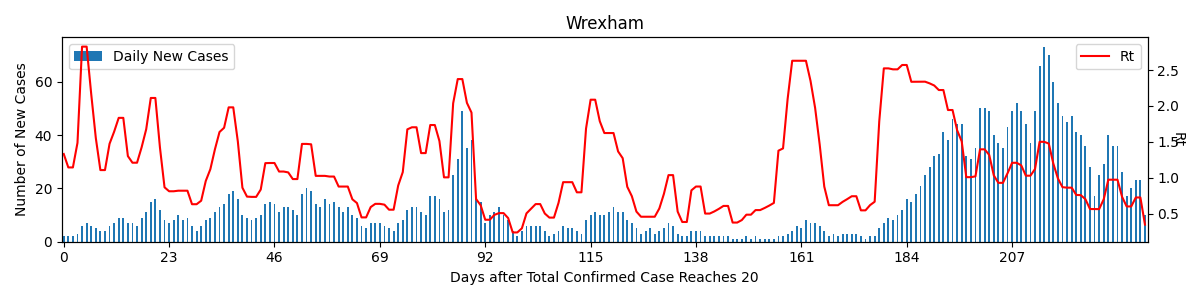 Wrexham
Daily New Cases
Rt
Number of New Cases
Rt
60
40
20
0
2.5
2.0
1.5
1.0
0.5
0 23 46 69 92 115 138 161 184 207
Days after Total Confirmed Case Reaches 20